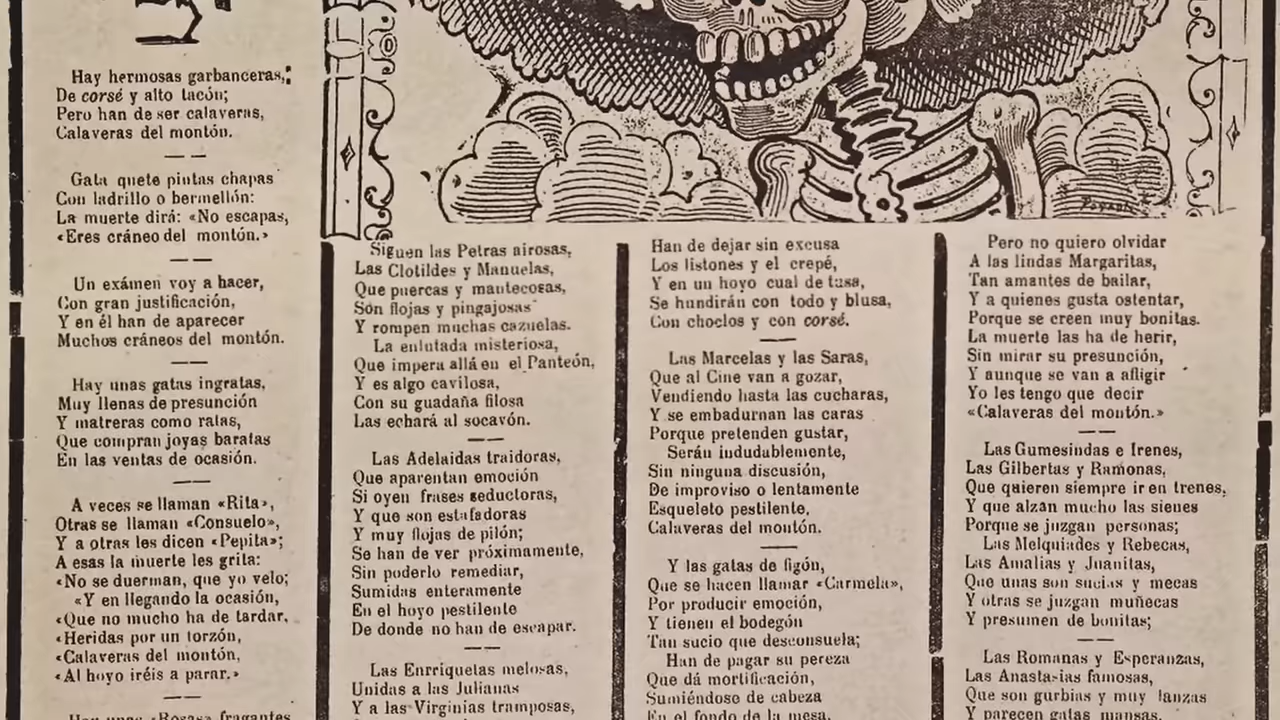 Hay hermosas garbanceras,
De corsé y alto tacón;
Pero han de ser calaveras,
Calaveras del montón.
Gata que te pintas chapas
Con ladrillo o bermellón:
La muerte dirá: «No escapas,
«Eres cráneo del montón.»
Un exámen voy a hacer,
Con gran justificación,
Y en él han de aparecer
Muchos cráneos del montón.
Hay unas gatas ingratas,
Muy llenas de presunción
Y matreras como ratas,
Que compran joyas baratas
En las ventas de ocasión.
A veces se llaman «Rita»,
Otras se llaman «Consuelo»,
Y a otras les dicen «Pepita»;
A esas la muerte les grita:
«No se duerman, que yo velo;
«Y en llegando la ocasión,
«Que no mucho ha de tardar,
«Heridas por un torzón,
«Calaveras del montón,
«Al hoyo iréis a parar.»
Hay unas «Rosas» fragantes
Siguen las Petras airosas,
Las Clotildes y Manuelas,
Que puercas y mantecosas,
Son flojas y pingajosas
Y rompen muchas cazuelas.
La enlutada misteriosa,
Que impera allá en el Panteón,
Y es algo cavilosa,
Con su guadaña filosa
Las echará al socavón.
Las Adelaidas traidoras,
Que aparentan emoción
Si oyen frases seductoras,
Y que son estafadoras
Y muy flojas de pilón;
Se han de ver próximamente,
Sin poderlo remediar,
Sumidas enteramente
En el hoyo pestilente
De donde no han de escapar.
Las Enrriquetas melosas,
Unidas a las Julianas
Y a las Virginias tramposas,
Han de dejar sin excusa
Los listones y el crepé,
Y en un hoyo cual de tusa,
Se hundirán con todo y blusa,
Con choclos y con corsé.
Las Marcelas y las Saras,
Que al Cine van a gozar,
Vendiendo hasta las cucharas,
Y se embadurnan las caras
Porque pretenden gustar,
Serán indudablemente,
Sin ninguna discusión,
De improviso o lentamente
Esqueleto pestilente,
Calaveras del montón.
Y las gatas de figón,
Que se hacen llamar «Carmela»,
Por producir emoción,
Y tienen el bodegón
Tan sucio que desconsuela;
Han de pagar su pereza
Que dá mortificación,
Sumiéndose de cabeza
En el fondo de la mesa.
Pero no quiero olvidar
A las lindas Margaritas,
Tan amantes de bailar,
Y a quienes gusta ostentar,
Porque se creen muy bonitas.
La muerte las ha de herir,
Sin mirar su presunción,
Y aunque se van a afligir
Yo les tengo que decir
«Calaveras del montón.»
Las Gumesindas e Irenes,
Las Gilbertas y Ramonas,
Que quieren siempre ir en trenes,
Y que alzan mucho las sienes
Porque se juzgan personas;
Las Melquiades y Rebecas,
Las Amalias y Juanitas,
Que unas son sucias y mecas
Y otras se juzgan muñecas
Y presumen de bonitas;
Las Romanas y Esperanzas,
Las Anastasias famosas,
Que son gurbias y muy lanzas
Y parecen gatas mansas,